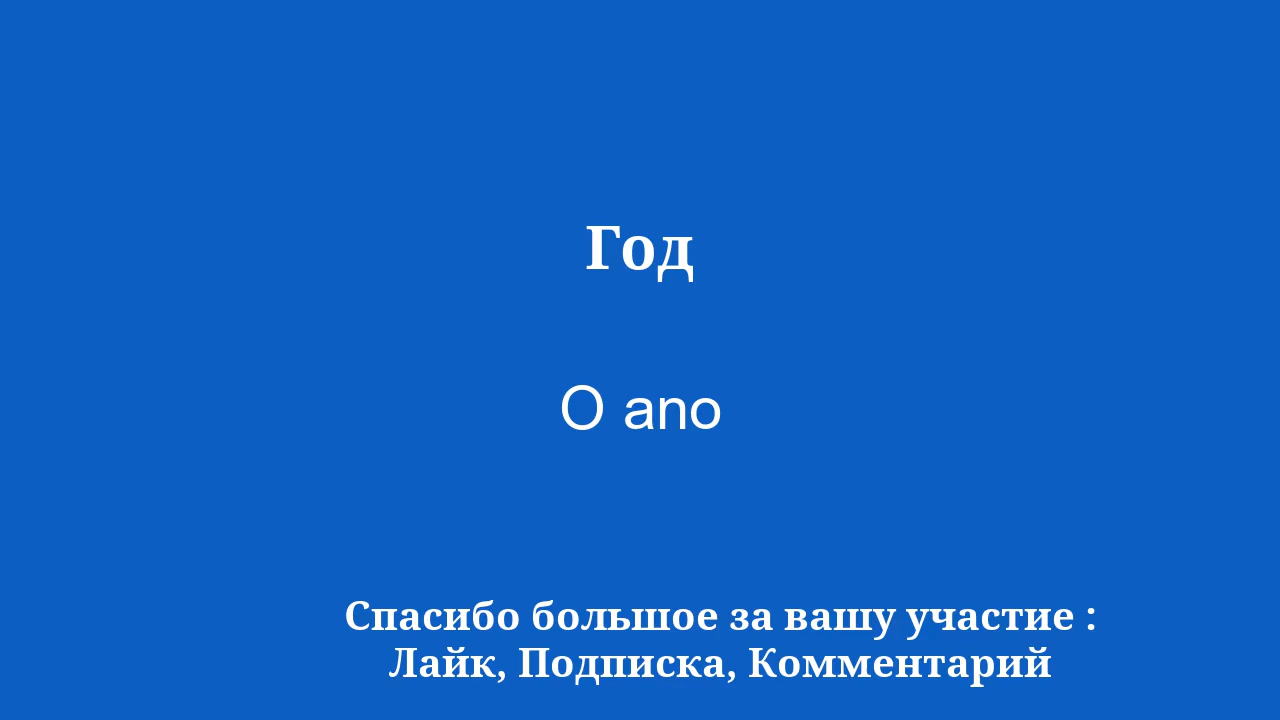 Год
O ano
Спасибо большое за вашу участие :
Лайк, Подписка, Комментарий